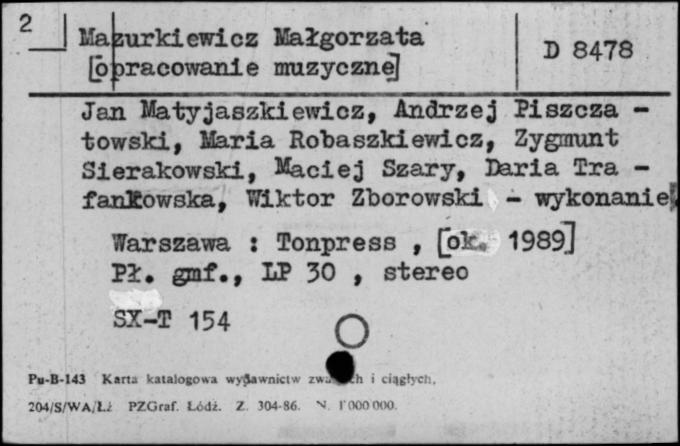 2
Mazurkiewicz Małgorzata
[opracowanie muzyczne]
D 8478
Jan Matyjaszkiewicz, Andrzej Piszcza -
towski, Maria Robaszkiewicz, Zygmunt
Sierakowski, Maciej Szary, Daria Tra -
fankowska, Wiktor Zborowski - wykonanie
Warszawa : Tonpress , [ok. 1989]
Pł. gmf., LP 30 , stereo
SX-T 154
Pu-B-143 Karta katalogowa wydawnictw i ciągłych,
204/S/WA/Łź PZGraf. Łódź. Z. 304-86. N. 1 000 000.